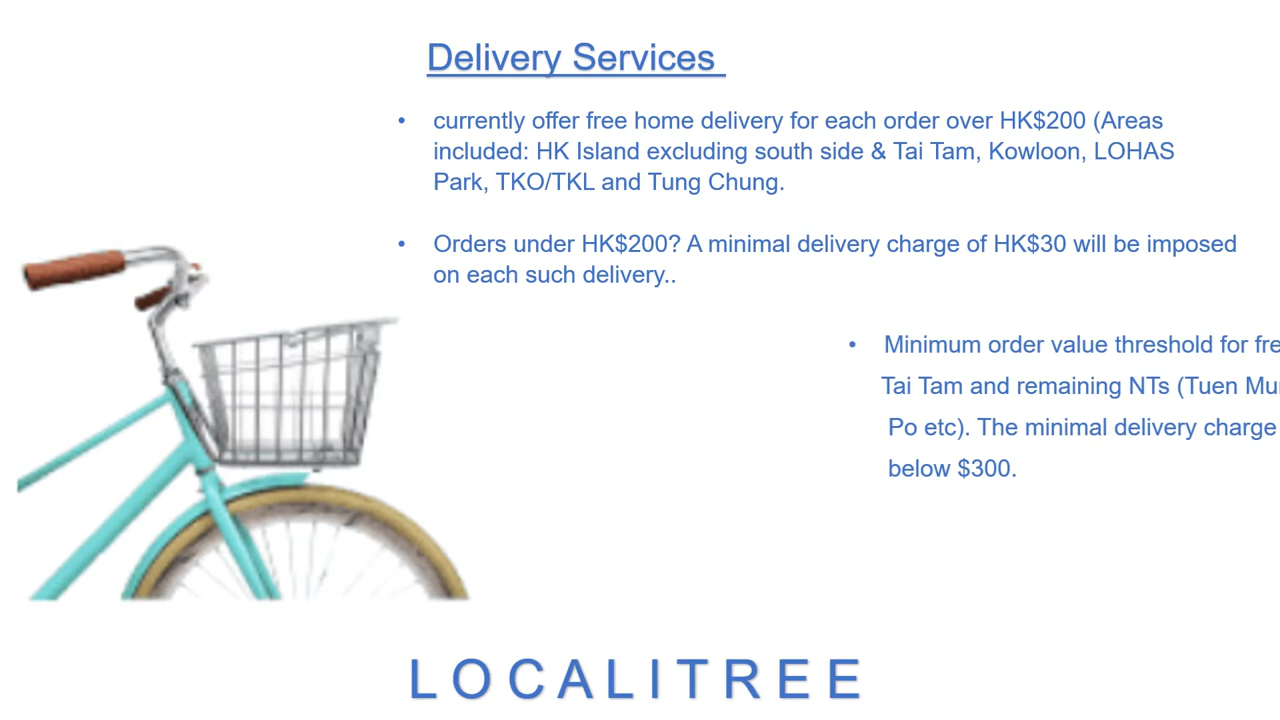 Delivery Services
• currently offer free home delivery for each order over HK$200 (Areas
included: HK Island excluding south side & Tai Tam, Kowloon, LOHAS
Park, TKO/TKL and Tung Chung.
• Orders under HK$200? A minimal delivery charge of HK$30 will be imposed
on each such delivery..
• Minimum order value threshold for
Tai Tam and remaining NTs (Tuen
Po etc). The minimal delivery charge
below $300.
LOCALITREE